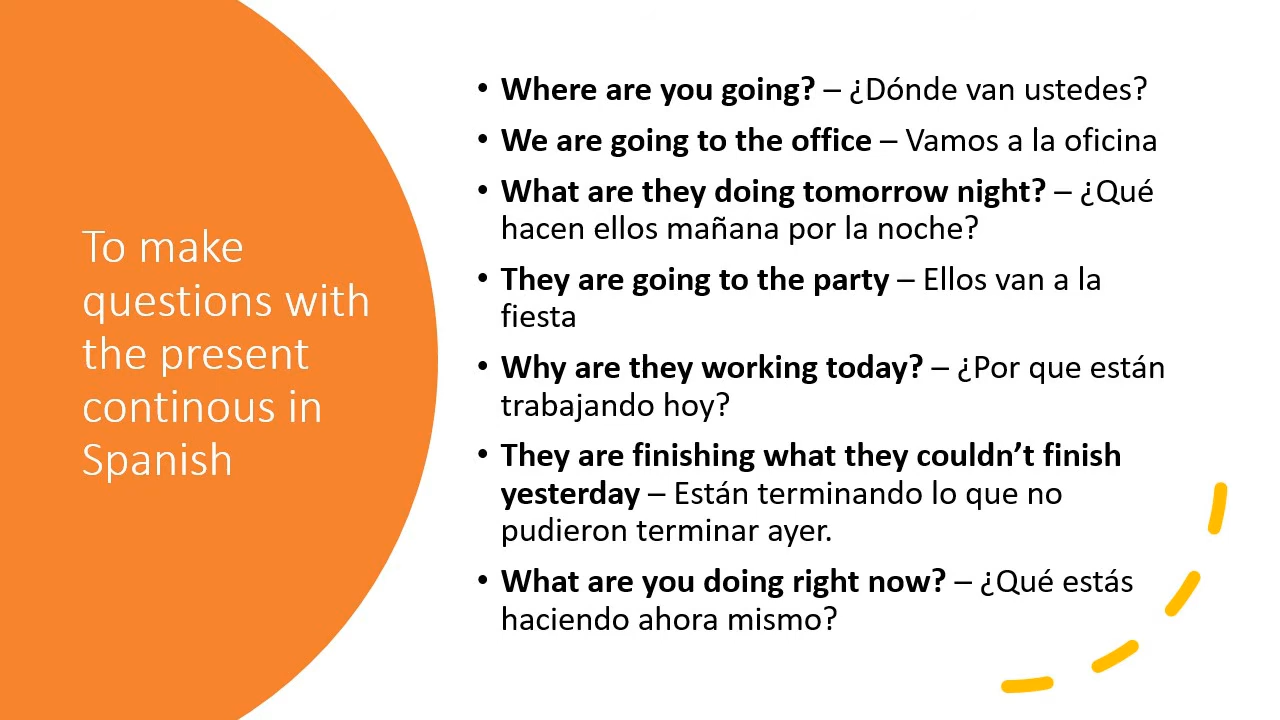 To make
questions with
the present
continous in
Spanish
• Where are you going? – ¿Dónde van ustedes?
• We are going to the office – Vamos a la oficina
• What are they doing tomorrow night? – ¿Qué
hacen ellos mañana por la noche?
• They are going to the party – Ellos van a la
fiesta
• Why are they working today? – ¿Por que están
trabajando hoy?
• They are finishing what they couldn’t finish
yesterday – Están terminando lo que no
pudieron terminar ayer.
• What are you doing right now? – ¿Qué estás
haciendo ahora mismo?